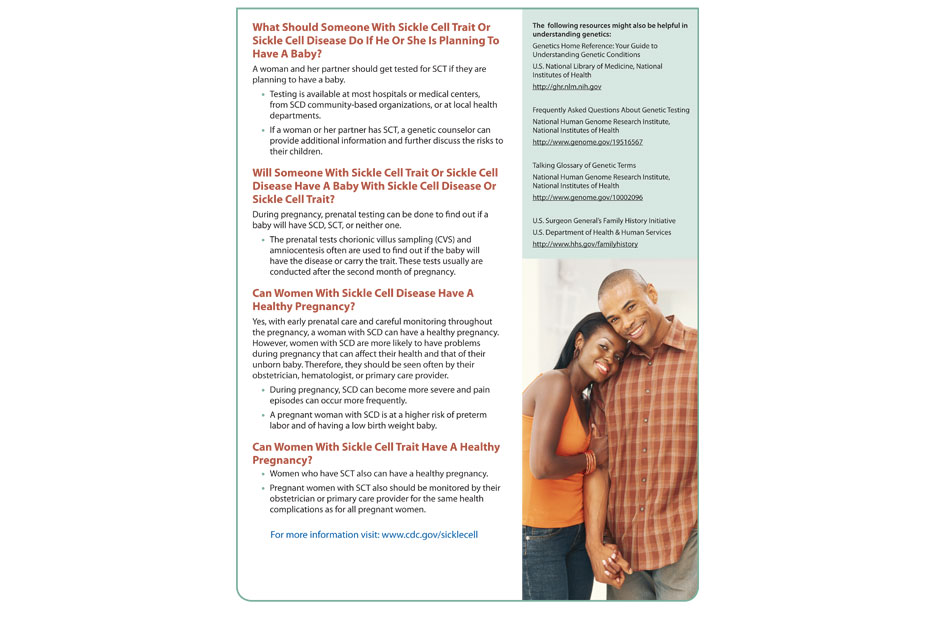 What Should Someone With Sickle Cell Trait Or
Sickle Cell Disease Do If He Or She Is Planning To
Have A Baby?
A woman and her partner should get tested for SCT if they are
planning to have a baby.
• Testing is available at most hospitals or medical centers,
from SCD community-based organizations, or at local health
departments.
• If a woman or her partner has SCT, a genetic counselor can
provide additional information and further discuss the risks to
their children.
Will Someone With Sickle Cell Trait Or Sickle Cell
Disease Have A Baby With Sickle Cell Disease Or
Sickle Cell Trait?
During pregnancy, prenatal testing can be done to find out if a
baby will have SCD, SCT, or neither one.
• The prenatal tests chorionic villus sampling (CVS) and
amniocentesis often are used to find out if the baby will
have the disease or carry the trait. These tests usually are
conducted after the second month of pregnancy.
Can Women With Sickle Cell Disease Have A
Healthy Pregnancy?
Yes, with early prenatal care and careful monitoring throughout
the pregnancy, a woman with SCD can have a healthy pregnancy.
However, women with SCD are more likely to have problems
during pregnancy that can affect their health and that of their
unborn baby. Therefore, they should be seen often by their
obstetrician, hematologist, or primary care provider.
• During pregnancy, SCD can become more severe and pain
episodes can occur more frequently.
• A pregnant woman with SCD is at a higher risk of preterm
labor and of having a low birth weight baby.
Can Women With Sickle Cell Trait Have A Healthy
Pregnancy?
• Women who have SCT also can have a healthy pregnancy.
• Pregnant women with SCT also should be monitored by their
obstetrician or primary care provider for the same health
complications as for all pregnant women.
For more information visit: www.cdc.gov/sicklecell
The following resources might also be helpful in
understanding genetics:
Genetics Home Reference: Your Guide to
Understanding Genetic Conditions
U.S. National Library of Medicine, National
Institutes of Health
http://ghr.nlm.nih.gov
Frequently Asked Questions About Genetic Testing
National Human Genome Research Institute,
National Institutes of Health
http://www.genome.gov/19516567
Talking Glossary of Genetic Terms
National Human Genome Research Institute,
National Institutes of Health
http://www.genome.gov/10002096
U.S. Surgeon General's Family History Initiative
U.S. Department of Health & Human Services
http://www.hhs.gov/familyhistory